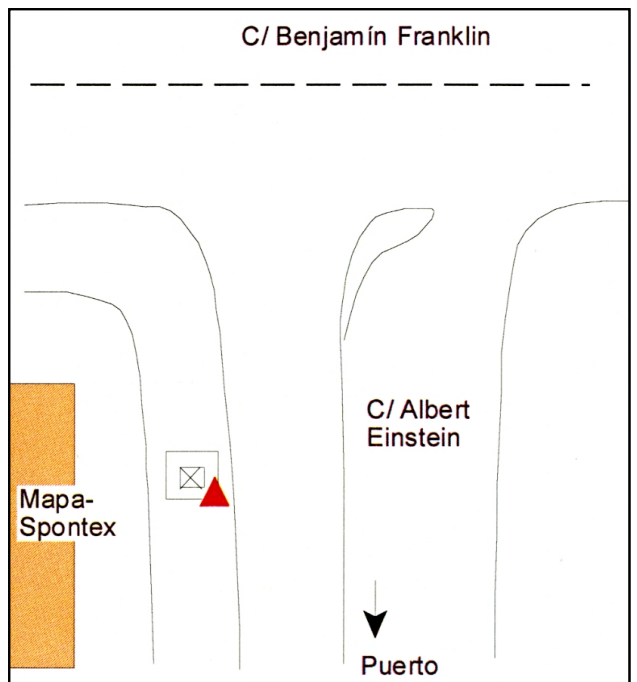 C/ Benjamín Franklin
C/ Albert
Einstein
Mapa-
Spontex
Puerto